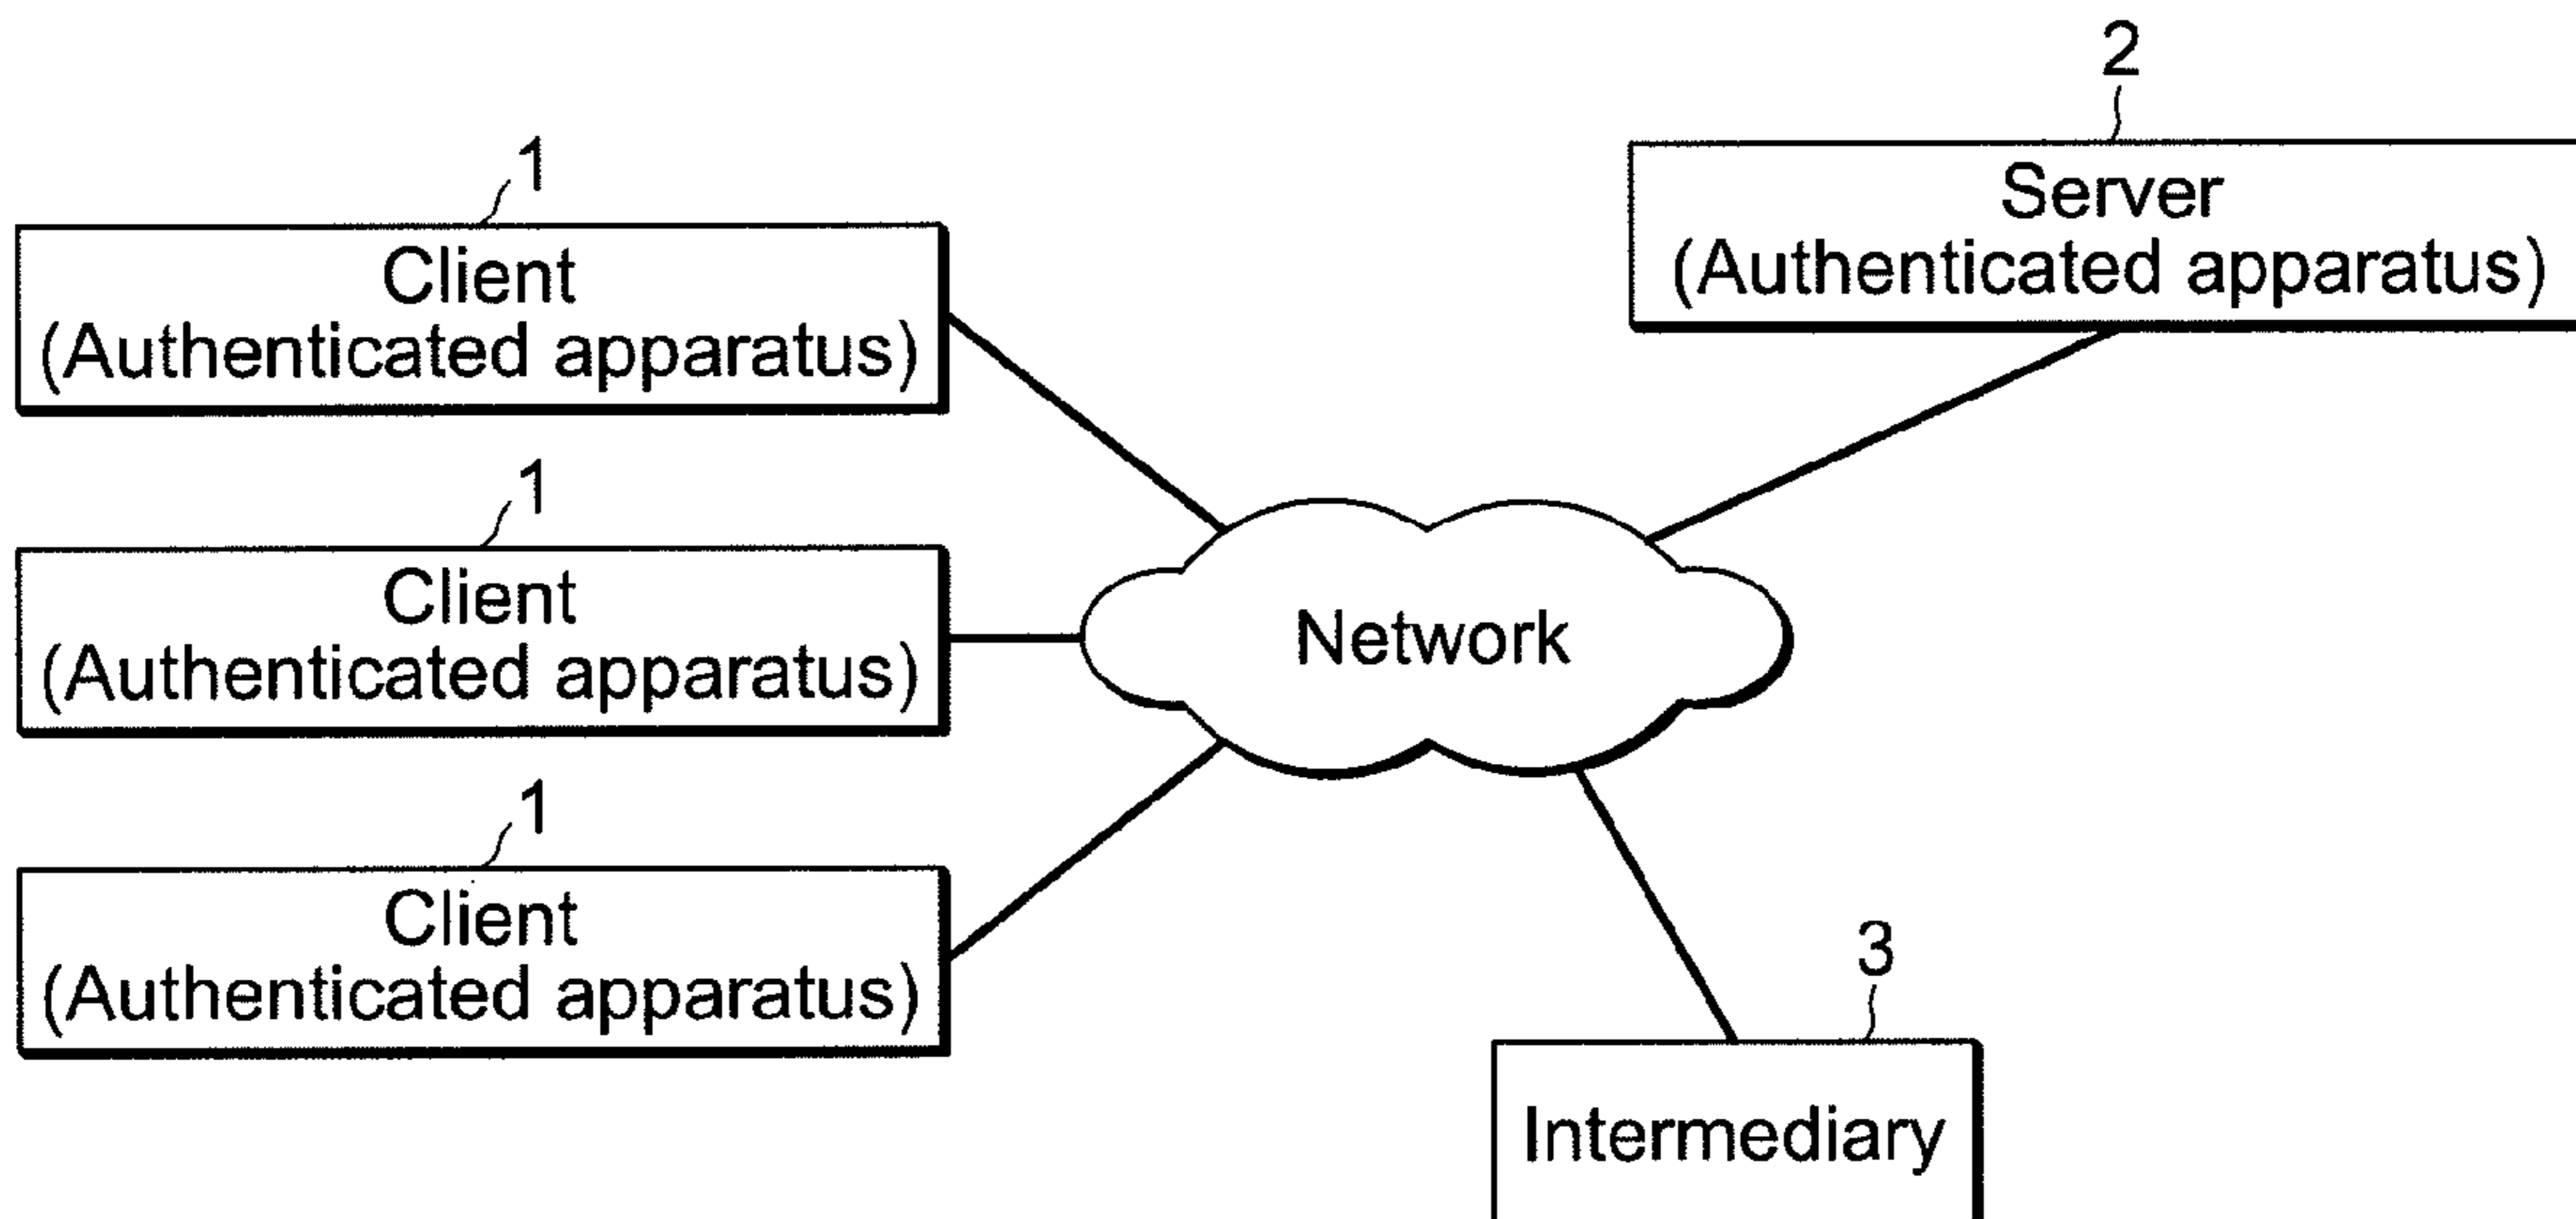 2
Server
(Authenticated apparatus)
1
Client
(Authenticated apparatus)
1
Client
(Authenticated apparatus)
1
Client
(Authenticated apparatus)
Network
3
Intermediary